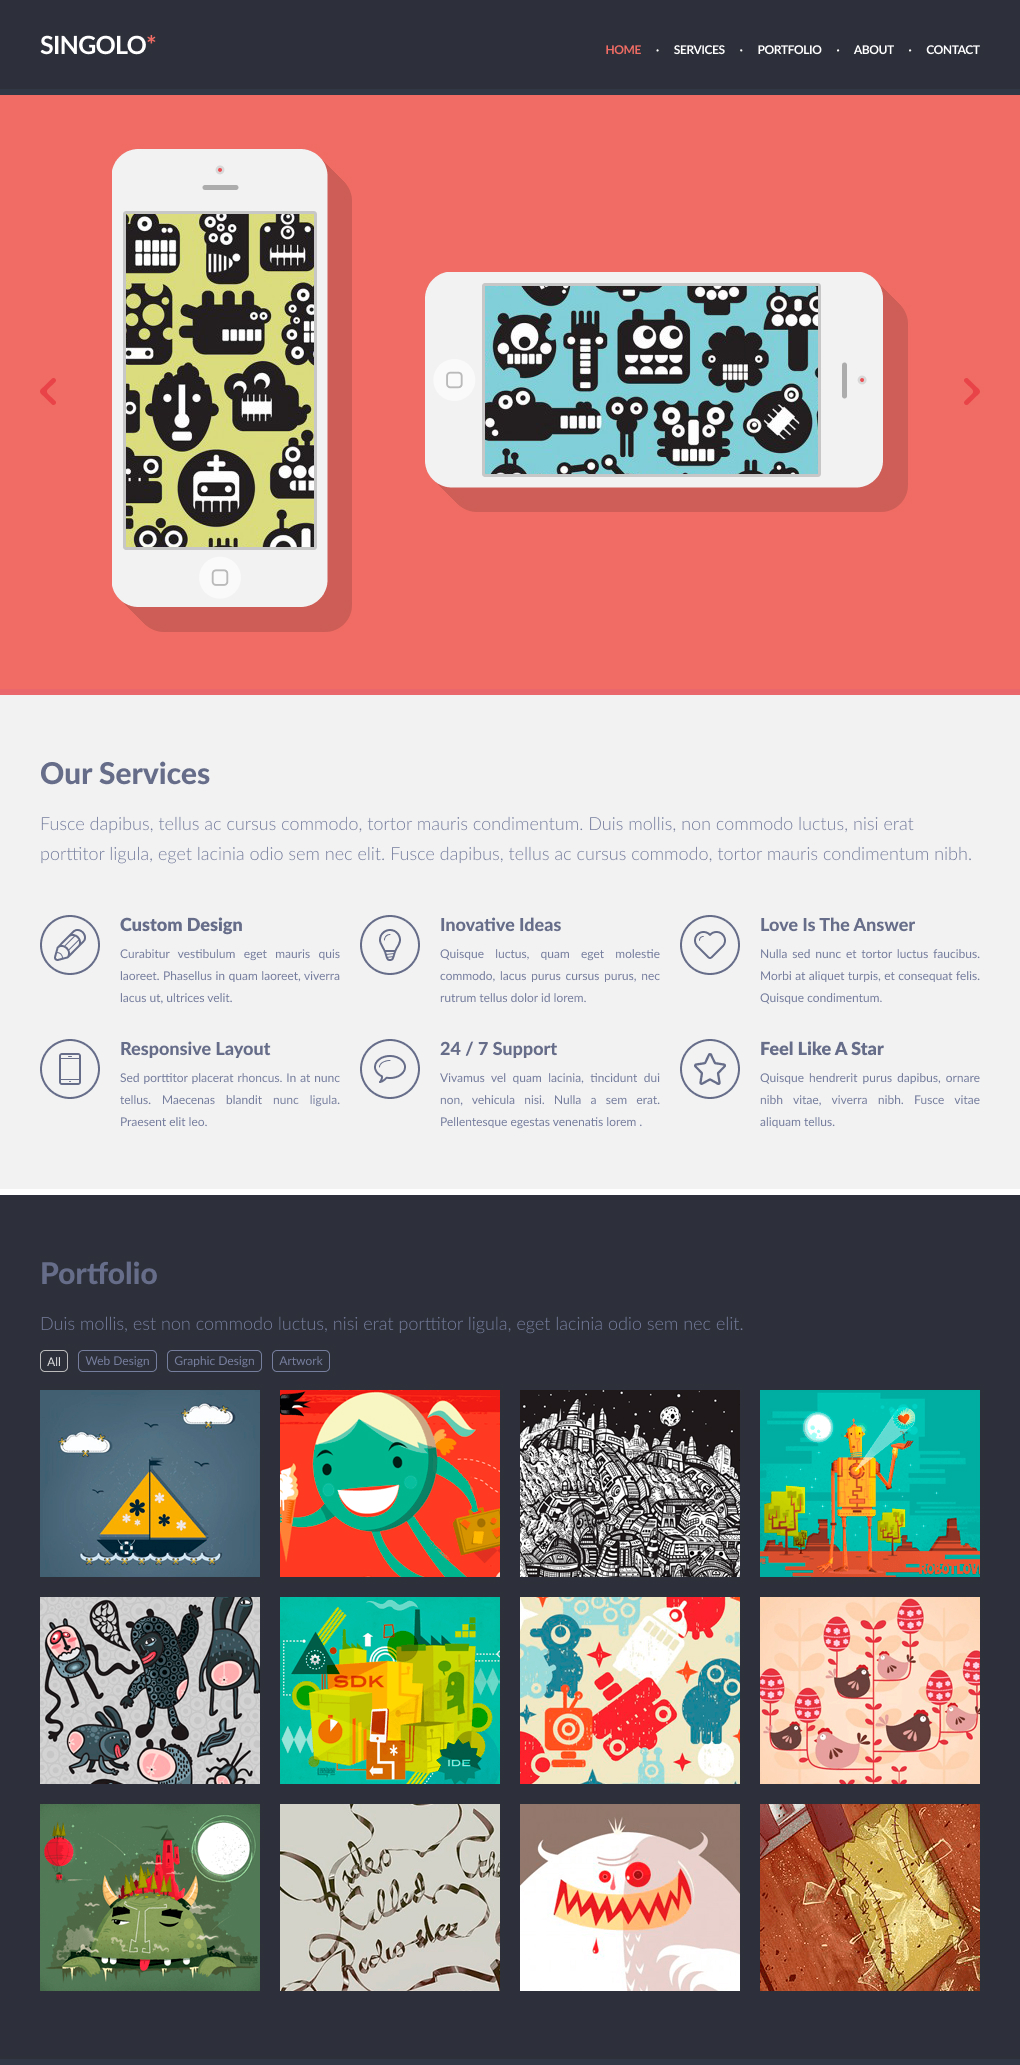 SINGOLO*
HOME • SERVICES • PORTFOLIO • ABOUT • CONTACT
Our Services
Fusce dapibus, tellus ac cursus commodo, tortor mauris condimentum. Duis mollis, non commodo luctus, nisi erat
porttitor ligula, eget lacinia odio sem nec elit. Fusce dapibus, tellus ac cursus commodo, tortor mauris condimentum nibh.
Custom Design
Curabitur vestibulum eget mauris quis
laoreet. Phasellus in quam laoreet, viverra
lacus ut, ultrices velit.
Inovative Ideas
Quisque luctus, quam eget molestie
commodo, lacus purus cursus purus, nec
rutrum tellus dolor id lorem.
Love Is The Answer
Nulla sed nunc et tortor luctus faucibus.
Morbi at aliquet turpis, et consequat felis.
Quisque condimentum.
Responsive Layout
Sed porttitor placerat rhoncus. In at nunc
tellus. Maecenas blandit nunc ligula.
Praesent elit leo.
24 / 7 Support
Vivamus vel quam lacinia, tincidunt dui
non, vehicula nisi. Nulla a sem erat.
Pellentesque egestas venenatis lorem .
Feel Like A Star
Quisque hendrerit purus dapibus, ornare
nibh vitae, viverra nibh. Fusce vitae
aliquam tellus.
Portfolio
Duis mollis, est non commodo luctus, nisi erat porttitor ligula, eget lacinia odio sem nec elit.
All Web Design Graphic Design Artwork
SDK
IDE
Video
Killed
Radio star